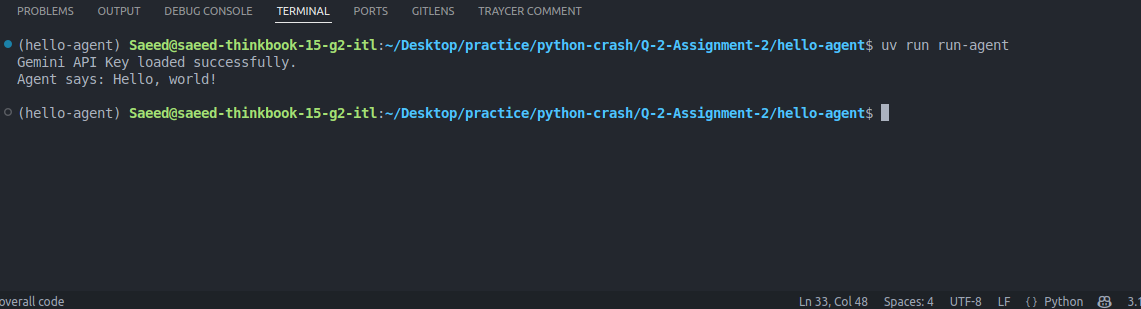 PROBLEMS OUTPUT DEBUG CONSOLE TERMINAL PORTS GITLENS TRAYCER COMMENT
(hello-agent) Saeed@saeed-thinkbook-15-g2-itl:~/Desktop/practice/python-crash/Q-2-Assignment-2/hello-agent$ uv run run-agent
Gemini API Key loaded successfully.
Agent says: Hello, world!
(hello-agent) Saeed@saeed-thinkbook-15-g2-itl:~/Desktop/practice/python-crash/Q-2-Assignment-2/hello-agent$
overall code Ln 33, Col 48 Spaces: 4 UTF-8 LF {} Python